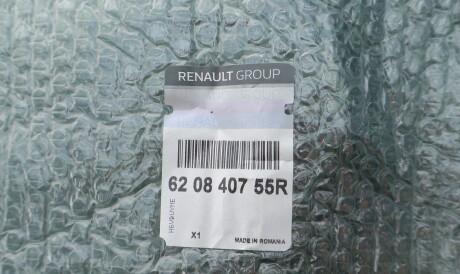 RENAULT GROUP
62 08 407 55R
X1
MADE IN ROMANIA